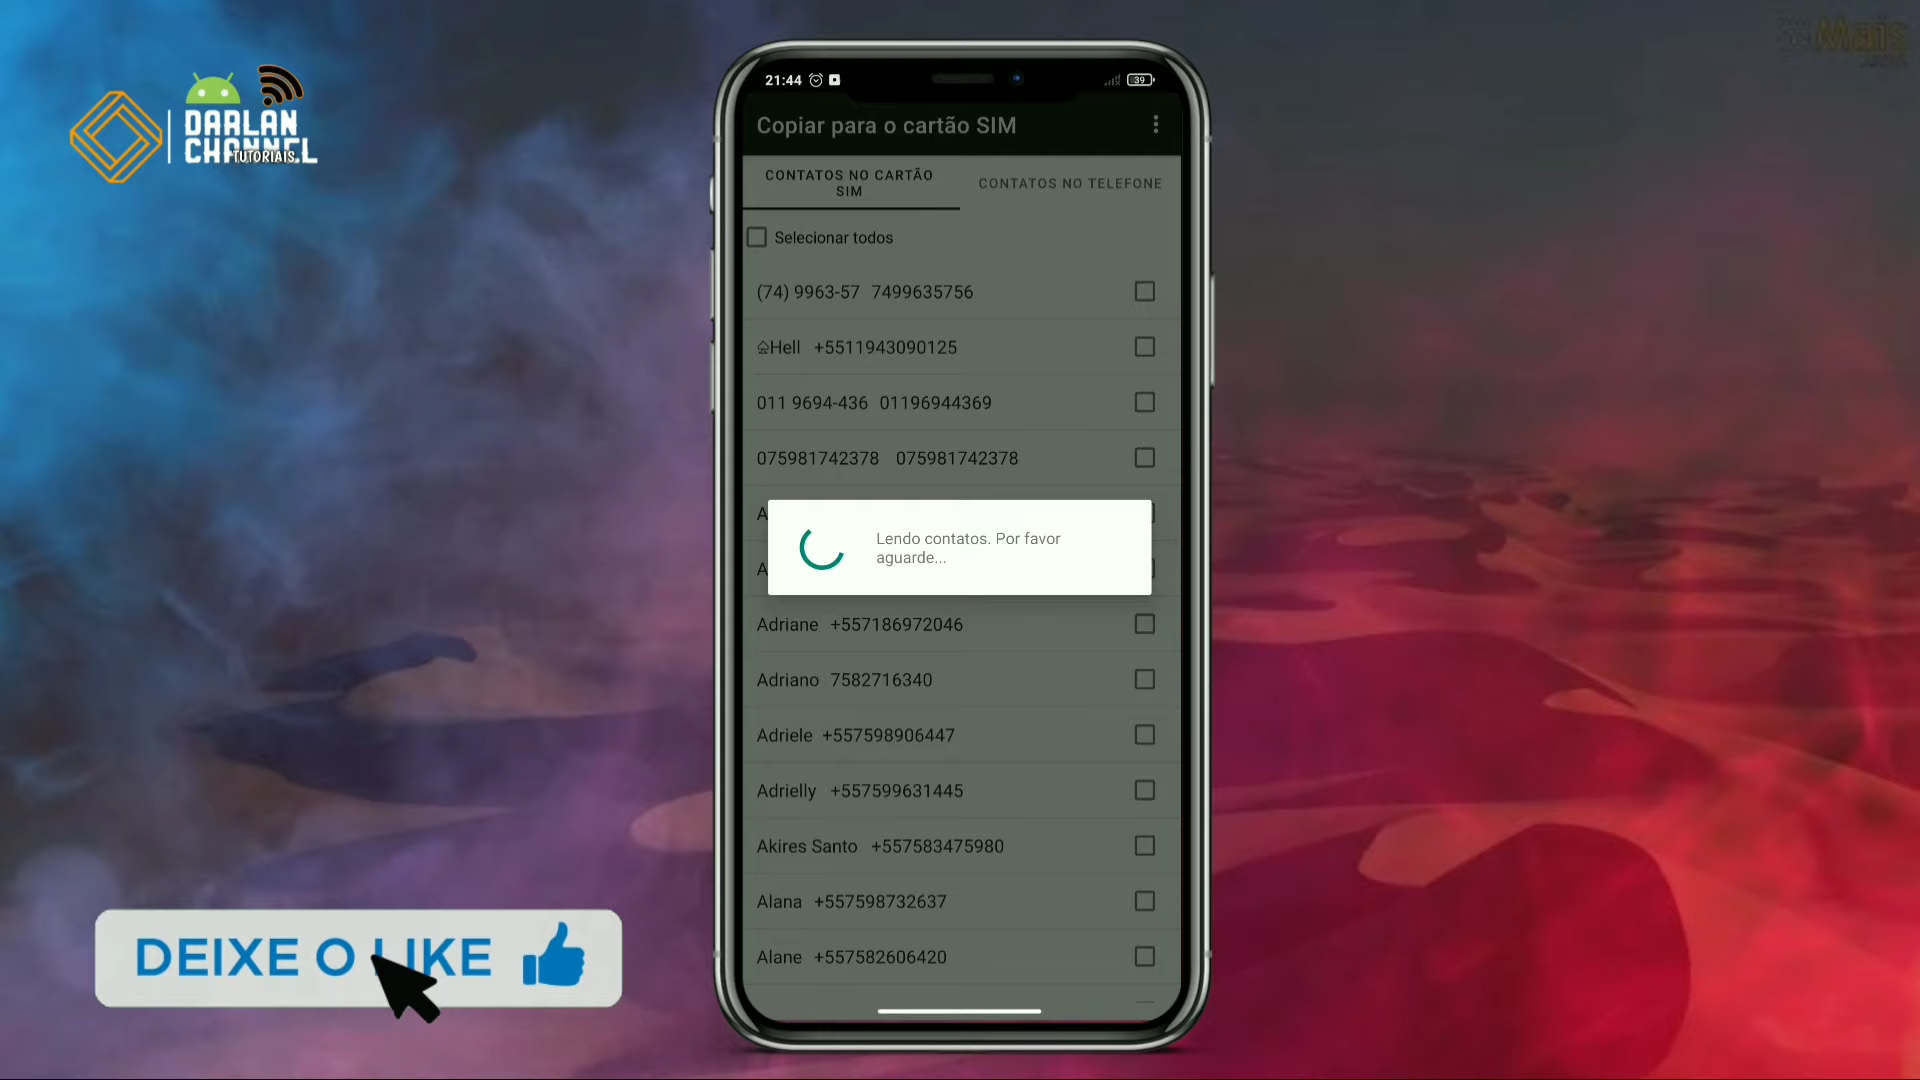 DARLAN
CHANNEL
TUTORIAIS
21:44
39
Copiar para o cartão SIM
CONTATOS NO CARTÃO
SIM
CONTATOS NO TELEFONE
Selecionar todos
(74) 9963-57 7499635756
Hell +5511943090125
011 9694-436 01196944369
075981742378 075981742378
A
Lendo contatos. Por favor
aguarde...
A
Adriane +557186972046
Adriano 7582716340
Adriele +557598906447
Adrielly +557599631445
Akires Santo +557583475980
Alana +557598732637
Alane +557582606420
DEIXE O LIKE
Mais